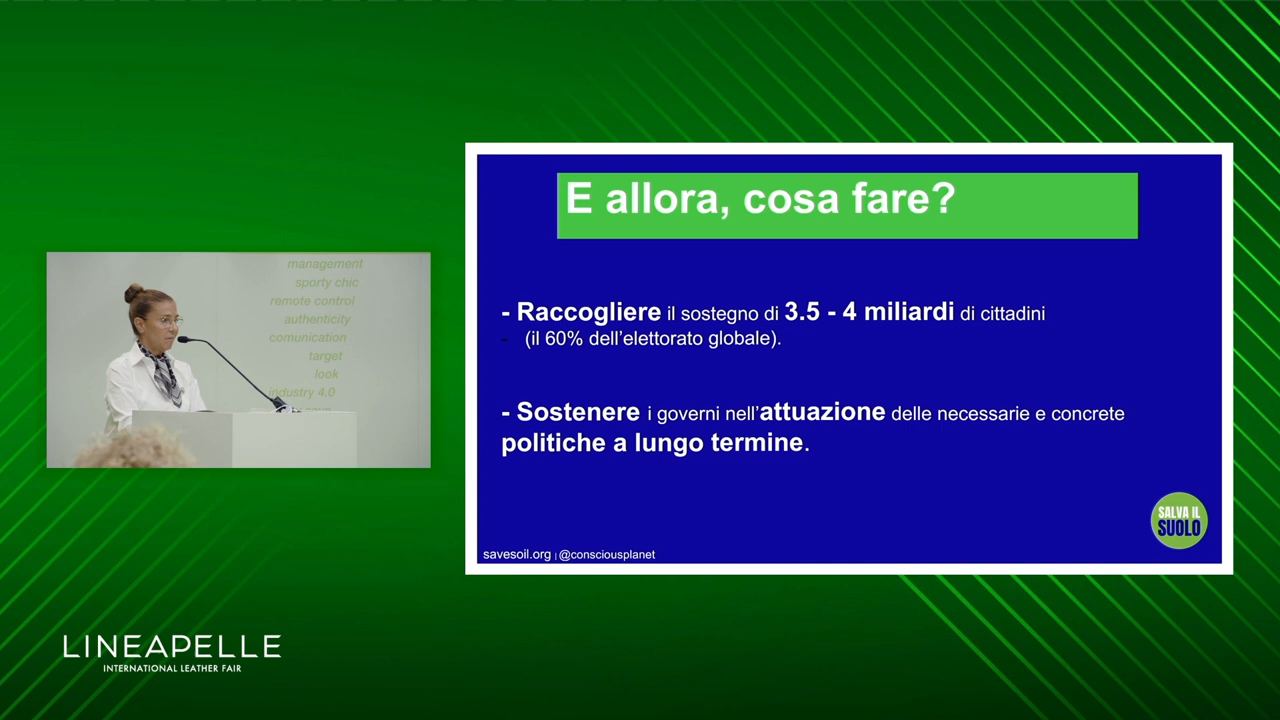 management
sporty chic
remote control
authenticity
comunication
target
look
industry 4.0
E allora, cosa fare?
- Raccogliere il sostegno di 3.5 - 4 miliardi di cittadini
- (il 60% dell'elettorato globale).
- Sostenere i governi nell'attuazione delle necessarie e concrete
politiche a lungo termine.
SALVA IL
SUOLO
savesoil.org | @consciousplanet
LINEAPELLE
INTERNATIONAL LEATHER FAIR